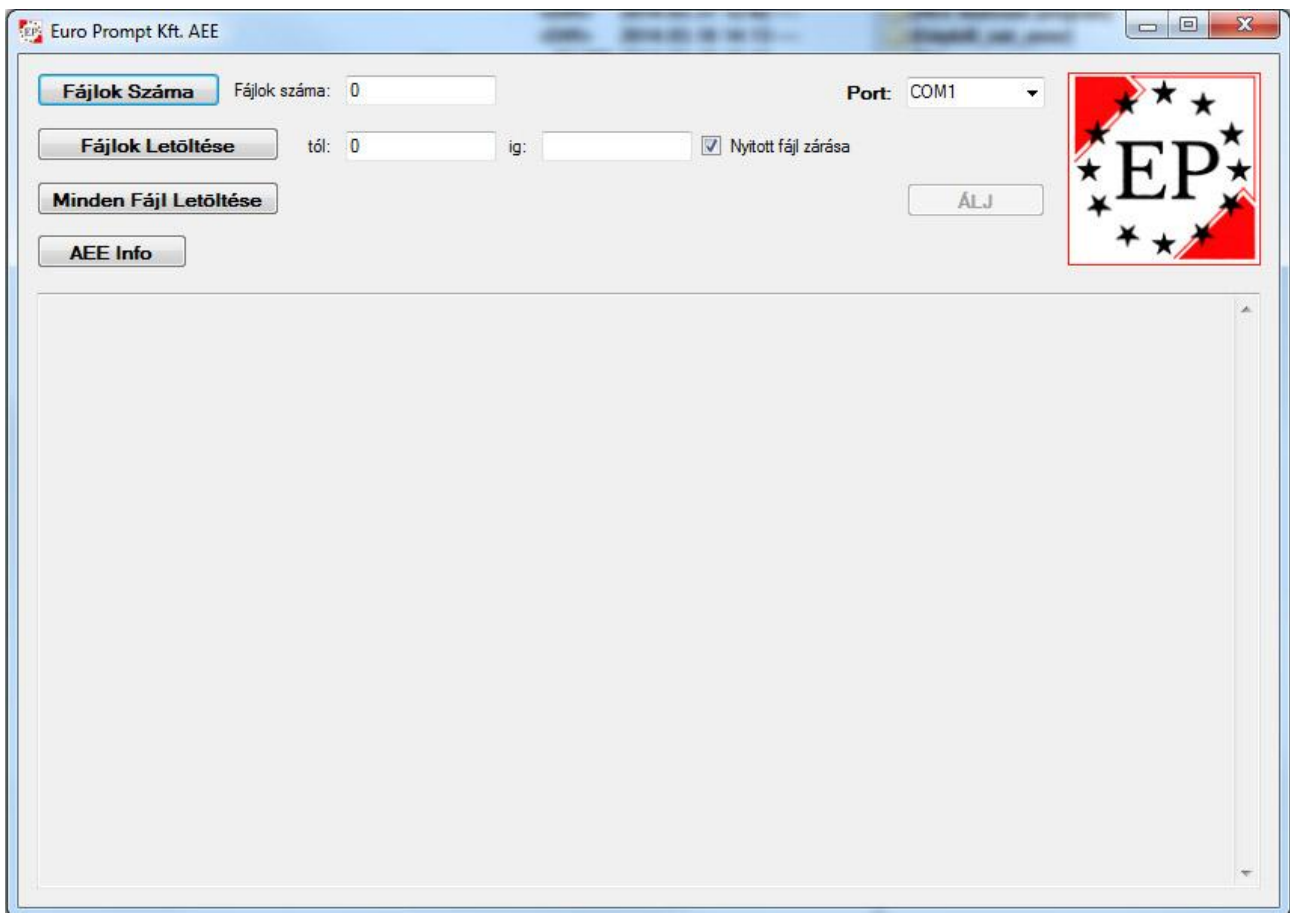 Euro Prompt Kft. AEE
Fájlok Száma Fájlok száma: 0 Port: COM1
Fájlok Letöltése tól: 0 ig: Nyitott fájl zárása
Minden Fájl Letöltése ÁLJ
AEE Info
EP